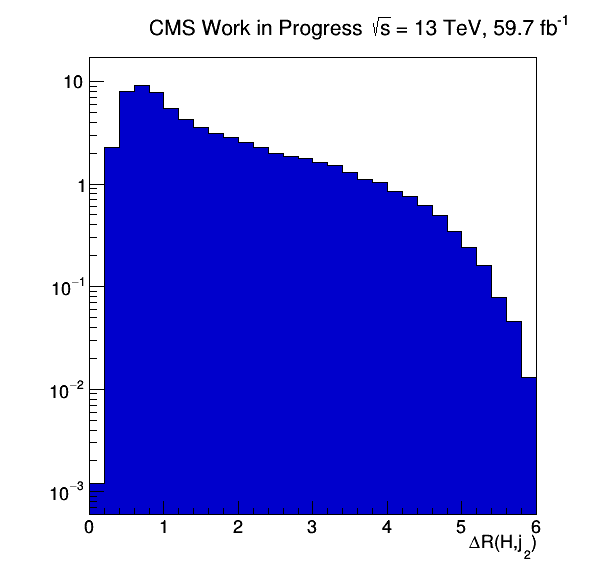 CMS Work in Progress √s = 13 TeV, 59.7 fb⁻¹
10
1
10⁻¹
10⁻²
10⁻³
0 1 2 3 4 5 6
ΔR(H,j₂)